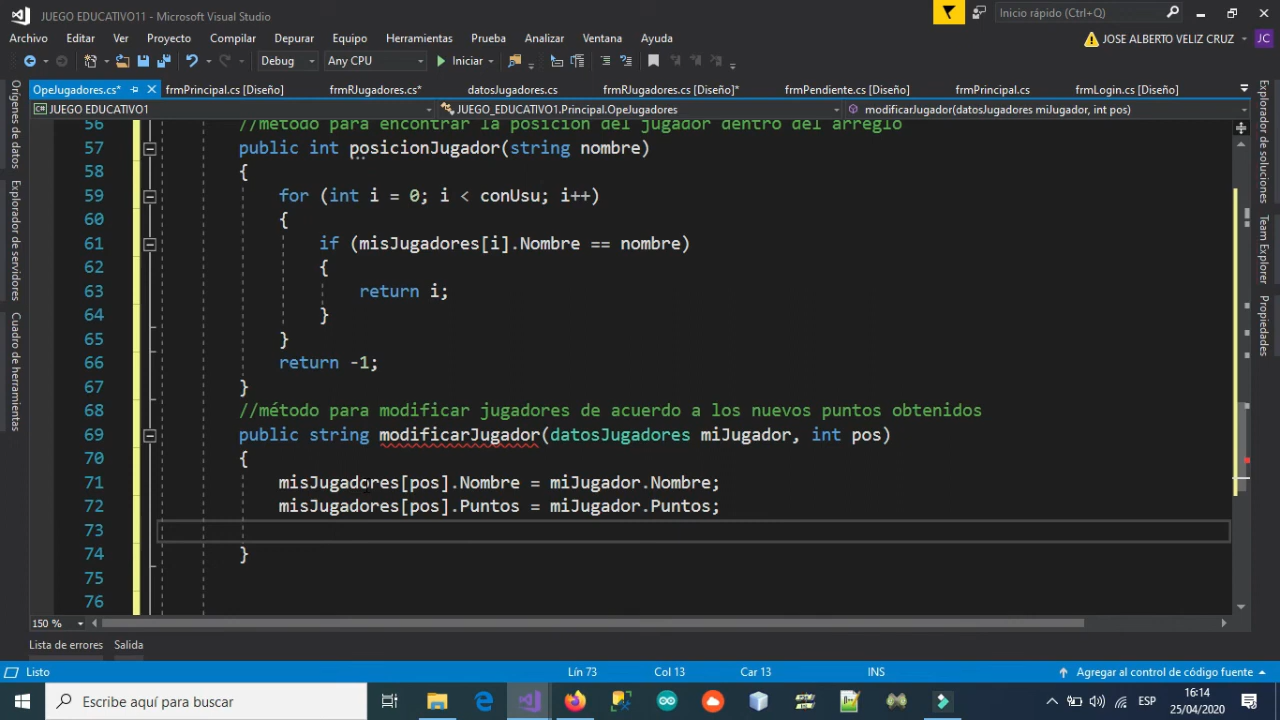 JUEGO EDUCATIVO11 - Microsoft Visual Studio
Inicio rápido (Ctrl+Q)
Archivo Editar Ver Proyecto Compilar Depurar Equipo Herramientas Prueba Analizar Ventana Ayuda
JOSE ALBERTO VELIZ CRUZ JC
Debug Any CPU Iniciar
OpeJugadores.cs* frmPrincipal.cs [Diseño] frmRJugadores.cs* datosJugadores.cs frmRJugadores.cs [Diseño]* frmPendiente.cs [Diseño] frmPrincipal.cs frmLogin.cs [Diseño]
JUEGO EDUCATIVO1 JUEGO_EDUCATIVO1.Principal.OpeJugadores modificarJugador(datosJugadores miJugador, int pos)
Orígenes de datos
Explorador de servidores
Cuadro de herramientas
56 //método para encontrar la posición del jugador dentro del arreglo
57 public int posicionJugador(string nombre)
58 {
59 for (int i = 0; i < conUsu; i++)
60 {
61 if (misJugadores[i].Nombre == nombre)
62 {
63 return i;
64 }
65 }
66 return -1;
67 }
68 //método para modificar jugadores de acuerdo a los nuevos puntos obtenidos
69 public string modificarJugador(datosJugadores miJugador, int pos)
70 {
71 misJugadores[pos].Nombre = miJugador.Nombre;
72 misJugadores[pos].Puntos = miJugador.Puntos;
73
74 }
75
76
Explorador de soluciones
Team Explorer
Propiedades
150 %
Lista de errores Salida
Listo Lín 73 Col 13 Car 13 INS Agregar al control de código fuente
Escribe aquí para buscar
ESP
16:14
25/04/2020